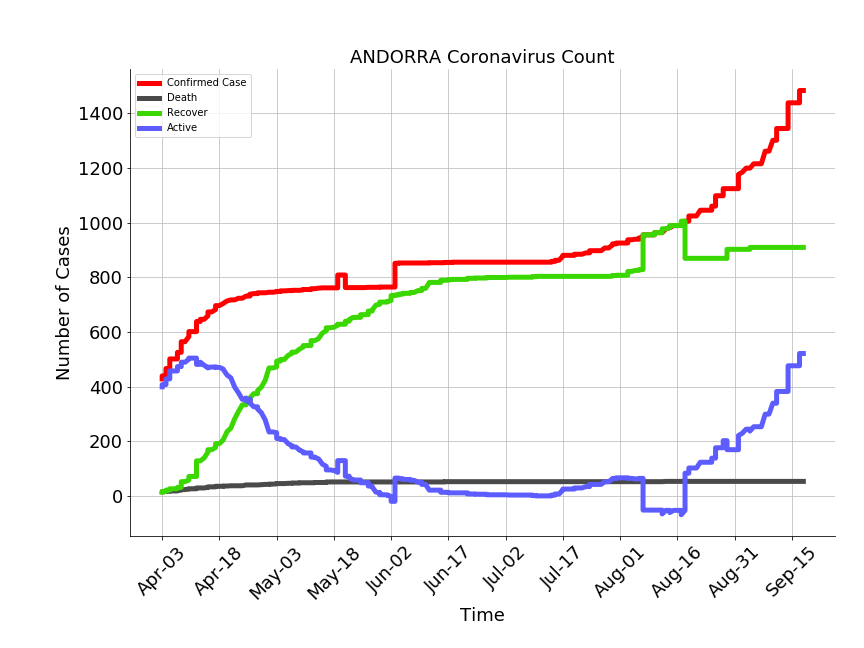 ANDORRA Coronavirus Count
Confirmed Case
Death
Recover
Active
Number of Cases
1400
1200
1000
800
600
400
200
0
Apr-03
Apr-18
May-03
May-18
Jun-02
Jun-17
Jul-02
Jul-17
Aug-01
Aug-16
Aug-31
Sep-15
Time